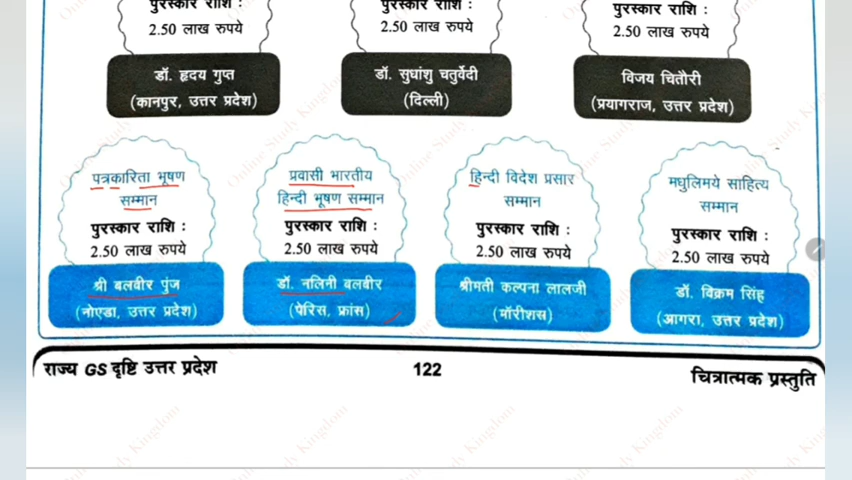 पुरस्कार राशि :
2.50 लाख रुपये
डॉ. हृदय गुप्त
(कानपुर, उत्तर प्रदेश)
पुरस्कार राशि :
2.50 लाख रुपये
डॉ. सुधांशु चतुर्वेदी
(दिल्ली)
पुरस्कार राशि :
2.50 लाख रुपये
विजय चितौरी
(प्रयागराज, उत्तर प्रदेश)
पत्रकारिता भूषण
सम्मान
पुरस्कार राशि :
2.50 लाख रुपये
श्री बलवीर पुंज
(नोएडा, उत्तर प्रदेश)
प्रवासी भारतीय
हिन्दी भूषण सम्मान
पुरस्कार राशि :
2.50 लाख रुपये
डॉ. नलिनी बलबीर
(पेरिस, फ्रांस)
हिन्दी विदेश प्रसार
सम्मान
पुरस्कार राशि :
2.50 लाख रुपये
श्रीमती कल्पना लालजी
(मॉरीशस)
मधुलिमये साहित्य
सम्मान
पुरस्कार राशि :
2.50 लाख रुपये
डॉ. विक्रम सिंह
(आगरा, उत्तर प्रदेश)
राज्य GS दृष्टि उत्तर प्रदेश
122
चित्रात्मक प्रस्तुति
Online Study Kingdom